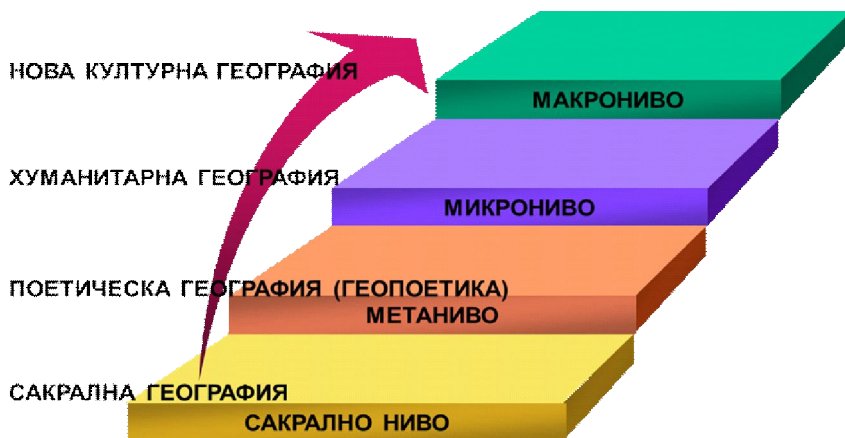 НОВА КУЛТУРНА ГЕОГРАФИЯ
МАКРОНИВО
ХУМАНИТАРНА ГЕОГРАФИЯ
МИКРОНИВО
ПОЕТИЧЕСКА ГЕОГРАФИЯ (ГЕОПОЕТИКА)
МЕТАНИВО
САКРАЛНА ГЕОГРАФИЯ
САКРАЛНО НИВО